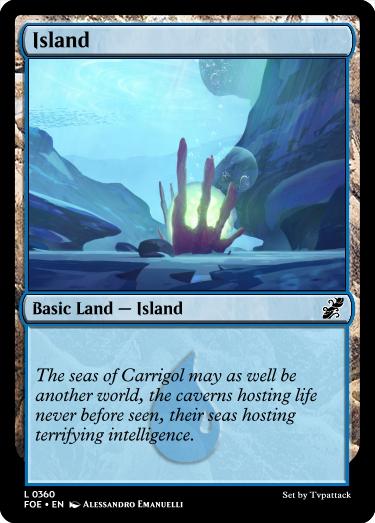 Island
Basic Land — Island
The seas of Carrigol may as well be
another world, the caverns hosting life
never before seen, their seas hosting
terrifying intelligence.
L 0360
FOE • EN Alessandro Emanuelli
Set by Tvpattack